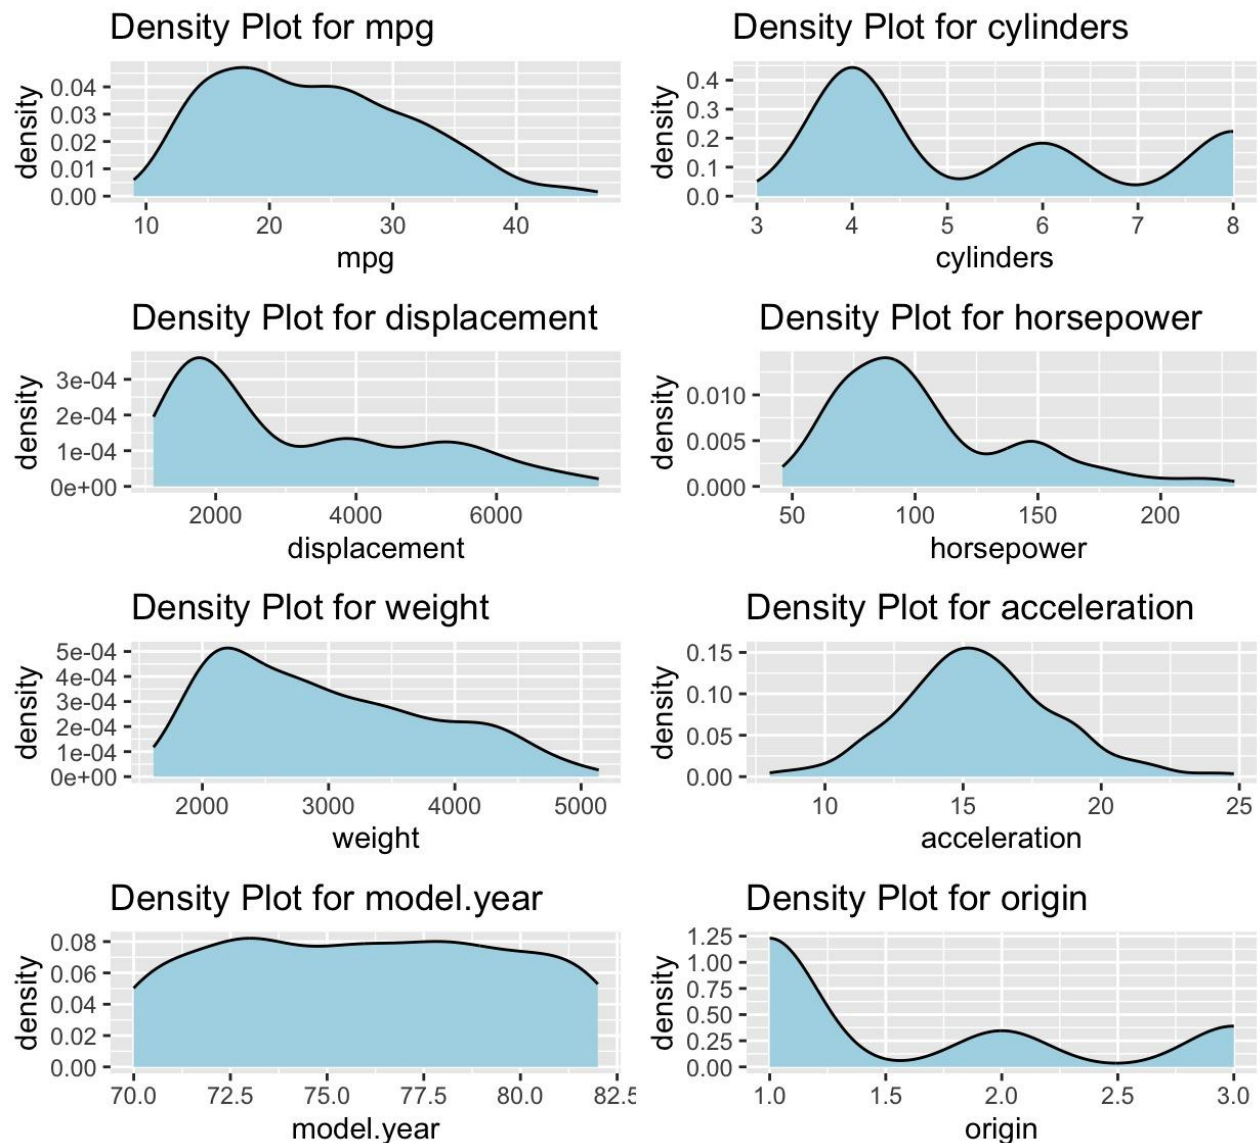 Density Plot for mpg
density
0.04
0.03
0.02
0.01
0.00
10 20 30 40
mpg
Density Plot for cylinders
density
0.4
0.3
0.2
0.1
0.0
3 4 5 6 7 8
cylinders
Density Plot for displacement
density
3e-04
2e-04
1e-04
0e+00
2000 4000 6000
displacement
Density Plot for horsepower
density
0.010
0.005
0.000
50 100 150 200
horsepower
Density Plot for weight
density
5e-04
4e-04
3e-04
2e-04
1e-04
0e+00
2000 3000 4000 5000
weight
Density Plot for acceleration
density
0.15
0.10
0.05
0.00
10 15 20 25
acceleration
Density Plot for model.year
density
0.08
0.06
0.04
0.02
0.00
70.0 72.5 75.0 77.5 80.0 82.5
model.year
Density Plot for origin
density
1.25
1.00
0.75
0.50
0.25
0.00
1.0 1.5 2.0 2.5 3.0
origin